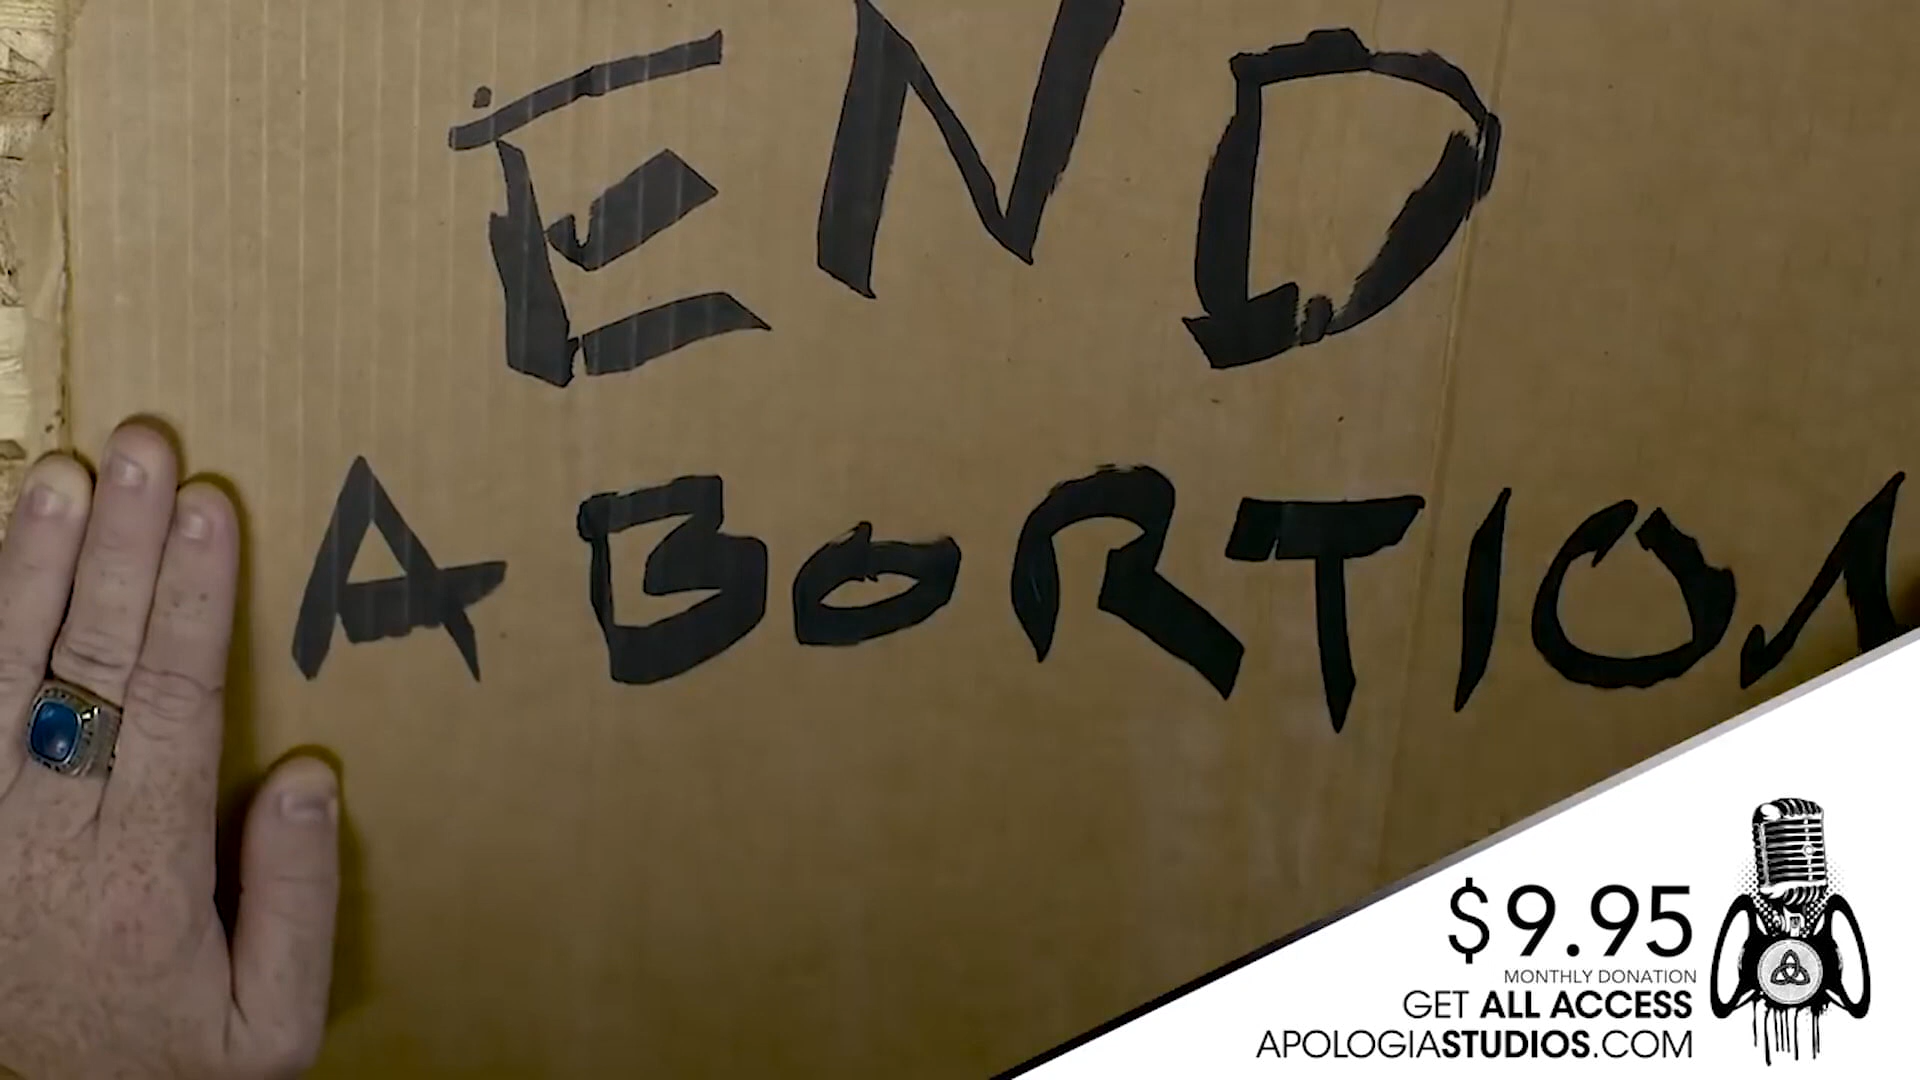 END
ABORTION
$9.95
MONTHLY DONATION
GET ALL ACCESS
APOLOGIASTUDIOS.COM